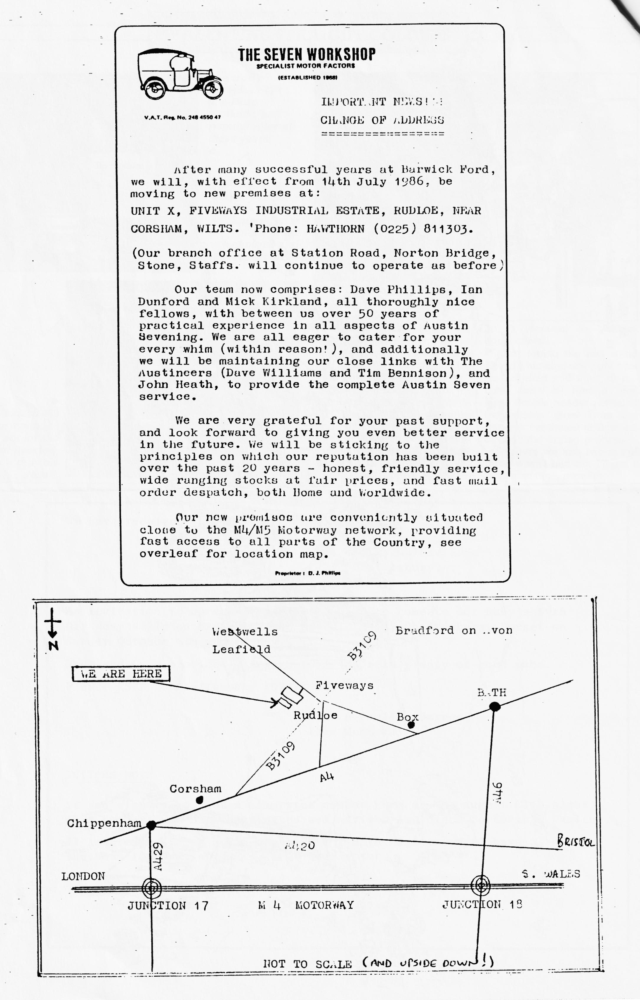 THE SEVEN WORKSHOP
SPECIALIST MOTOR FACTORS
(ESTABLISHED 1968)
V.A.T. Reg. No. 248 4550 47
IMPORTANT NEWS!
CHANGE OF ADDRESS
After many successful years at Barwick Ford,
we will, with effect from 14th July 1986, be
moving to new premises at:
UNIT X, FIVEWAYS INDUSTRIAL ESTATE, RUDLOE, NEAR
CORSHAM, WILTS. 'Phone: HAWTHORN (0225) 811303.
(Our branch office at Station Road, Norton Bridge,
Stone, Staffs. will continue to operate as before)
Our team now comprises: Dave Phillips, Ian
Dunford and Mick Kirkland, all thoroughly nice
fellows, with between us over 50 years of
practical experience in all aspects of Austin
Sevening. We are all eager to cater for your
every whim (within reason!), and additionally
we will be maintaining our close links with The
Austineers (Dave Williams and Tim Bennison), and
John Heath, to provide the complete Austin Seven
service.
We are very grateful for your past support,
and look forward to giving you even better service
in the future. We will be sticking to the
principles on which our reputation has been built
over the past 20 years - honest, friendly service,
wide ranging stocks at fair prices, and fast mail
order despatch, both Home and Worldwide.
Our new premises are conveniently situated
close to the M4/M5 Motorway network, providing
fast access to all parts of the Country, see
overleaf for location map.
Proprietor: D. J. Phillips
N
Westwells
Leafield
B3109
Bradford on Avon
WE ARE HERE
Fiveways
BATH
Rudloe
Box
B3109
A4
Corsham
A46
Chippenham
A429
A420
BRISTOL
LONDON
S. WALES
JUNCTION 17
M 4 MOTORWAY
JUNCTION 18
NOT TO SCALE (AND UPSIDE DOWN!)